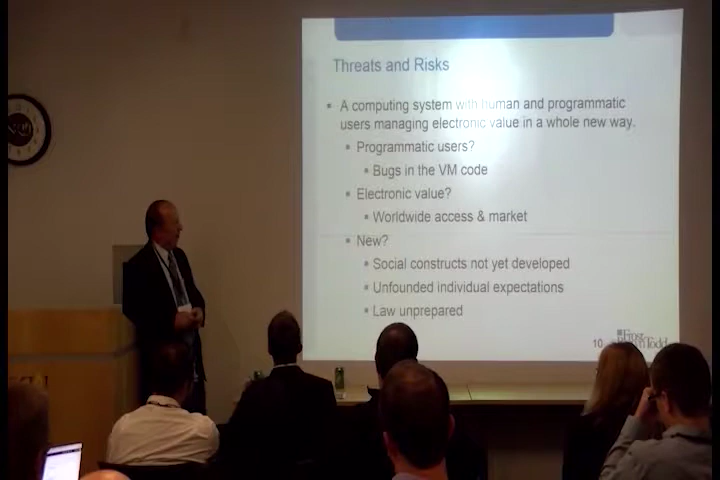 Threats and Risks
▪ A computing system with human and programmatic
users managing electronic value in a whole new way.
▪ Programmatic users?
▪ Bugs in the VM code
▪ Electronic value?
▪ Worldwide access & market
▪ New?
▪ Social constructs not yet developed
▪ Unfounded individual expectations
▪ Law unprepared
10
Todd